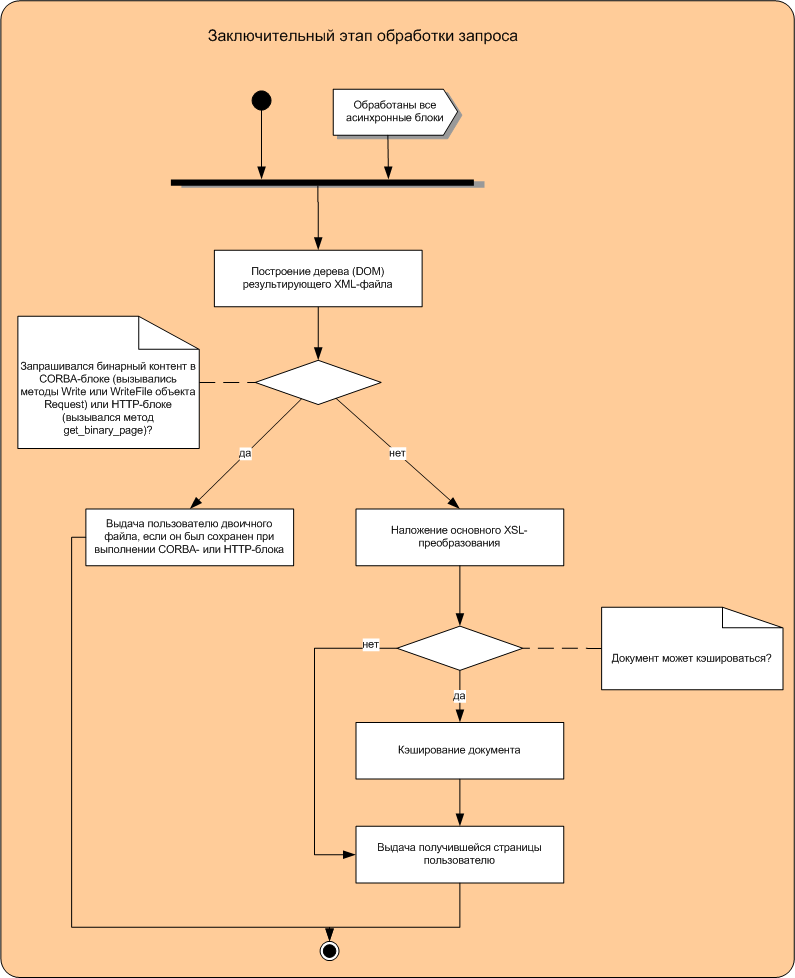 Заключительный этап обработки запроса
Обработаны все
асинхронные блоки
Построение дерева (DOM)
результирующего XML-файла
Запрашивался бинарный контент в
CORBA-блоке (вызывались
методы Write или WriteFile объекта
Request) или HTTP-блоке
(вызывался метод
get_binary_page)?
да
нет
Выдача пользователю двоичного
файла, если он был сохранен при
выполнении CORBA- или HTTP-блока
Наложение основного XSL-
преобразования
нет
Документ может кэшироваться?
да
Кэширование документа
Выдача получившейся страницы
пользователю